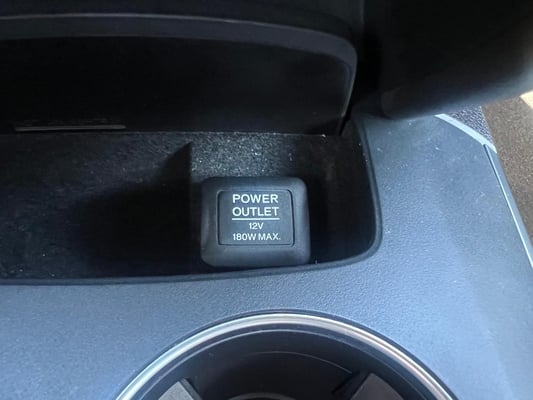 POWER
OUTLET
12V
180W MAX.